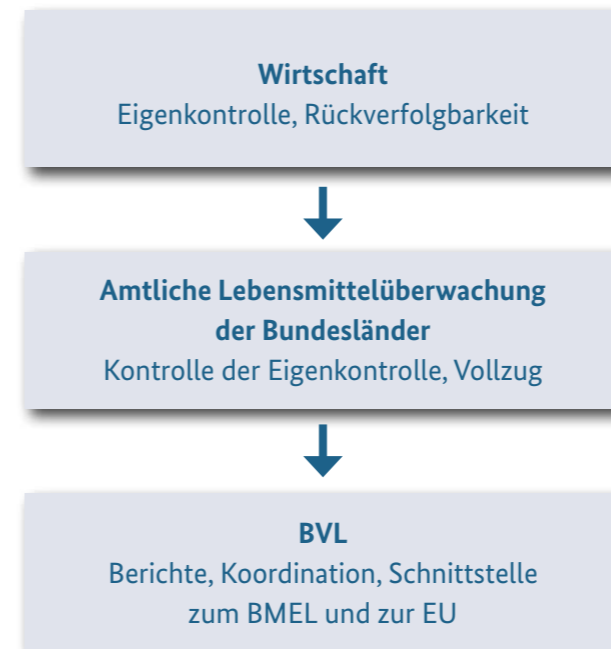 Wirtschaft
Eigenkontrolle, Rückverfolgbarkeit
Amtliche Lebensmittelüberwachung
der Bundesländer
Kontrolle der Eigenkontrolle, Vollzug
BVL
Berichte, Koordination, Schnittstelle
zum BMEL und zur EU